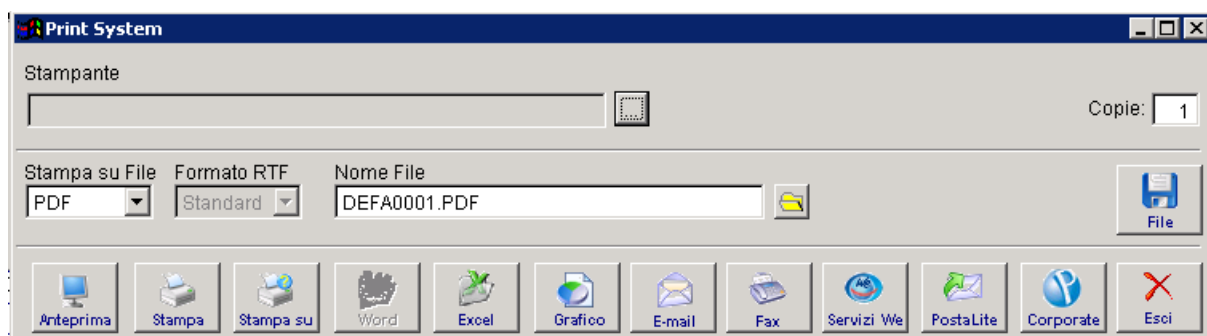 Print System
Stampante
Copie: 1
Stampa su File Formato RTF Nome File
PDF Standard DEFA0001.PDF
File
Anteprima Stampa Stampa su Word Excel Grafico E-mail Fax Servizi We PostaLite Corporate Esci